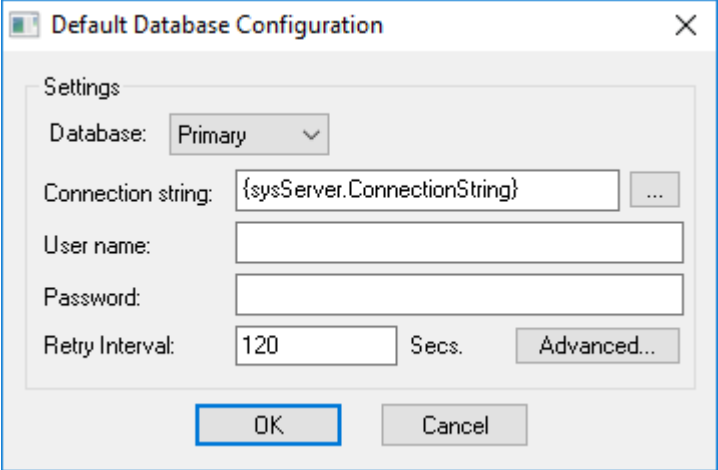 Default Database Configuration
Settings
Database: Primary
Connection string: {sysServer.ConnectionString} ...
User name:
Password:
Retry Interval: 120 Secs. Advanced...
OK Cancel